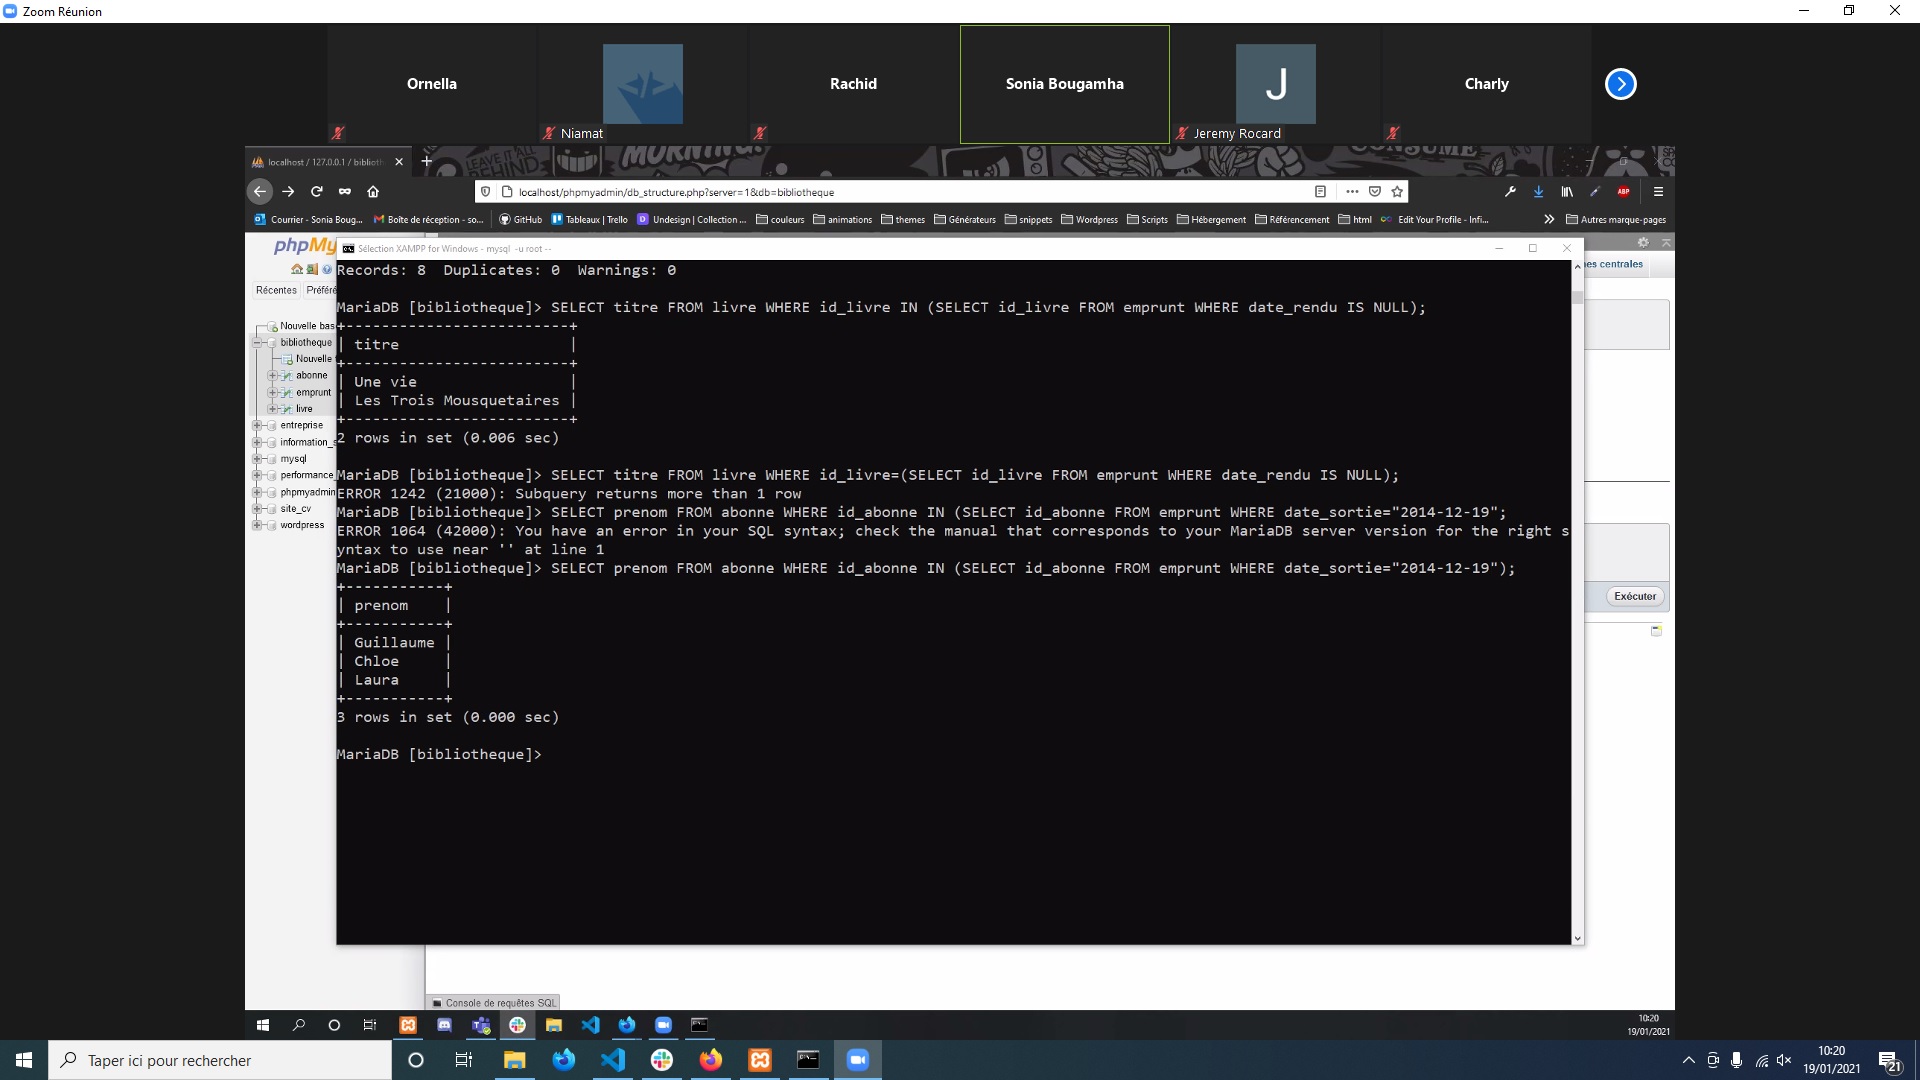 Zoom Réunion
Ornella
Niamat
Rachid
Sonia Bougamha
J
Jeremy Rocard
Charly
LEAVE IT ALL BEHIND
MORNING!
CONSUME
localhost / 127.0.0.1 / biblioth
localhost/phpmyadmin/db_structure.php?server=1&db=bibliotheque
ABP
Courrier - Sonia Boug...
Boîte de réception - so...
GitHub
Tableaux | Trello
Undesign | Collection ...
couleurs
animations
themes
Générateurs
snippets
Wordpress
Scripts
Hébergement
Référencement
html
Edit Your Profile - Infi...
Autres marque-pages
phpMy
Sélection XAMPP for Windows - mysql -u root --
es centrales
Récentes
Préféré
Nouvelle bas
bibliotheque
Nouvelle
abonne
emprunt
livre
entreprise
information_s
mysql
performance_
phpmyadmin
site_cv
wordpress
Records: 8 Duplicates: 0 Warnings: 0
MariaDB [bibliotheque]> SELECT titre FROM livre WHERE id_livre IN (SELECT id_livre FROM emprunt WHERE date_rendu IS NULL);
+-------------------------+
| titre |
+-------------------------+
| Une vie |
| Les Trois Mousquetaires |
+-------------------------+
2 rows in set (0.006 sec)
MariaDB [bibliotheque]> SELECT titre FROM livre WHERE id_livre=(SELECT id_livre FROM emprunt WHERE date_rendu IS NULL);
ERROR 1242 (21000): Subquery returns more than 1 row
MariaDB [bibliotheque]> SELECT prenom FROM abonne WHERE id_abonne IN (SELECT id_abonne FROM emprunt WHERE date_sortie="2014-12-19";
ERROR 1064 (42000): You have an error in your SQL syntax; check the manual that corresponds to your MariaDB server version for the right s
yntax to use near '' at line 1
MariaDB [bibliotheque]> SELECT prenom FROM abonne WHERE id_abonne IN (SELECT id_abonne FROM emprunt WHERE date_sortie="2014-12-19");
+-----------+
| prenom |
+-----------+
| Guillaume |
| Chloe |
| Laura |
+-----------+
3 rows in set (0.000 sec)
MariaDB [bibliotheque]>
Exécuter
Console de requêtes SQL
10:20
19/01/2021
Taper ici pour rechercher
10:20
19/01/2021
21